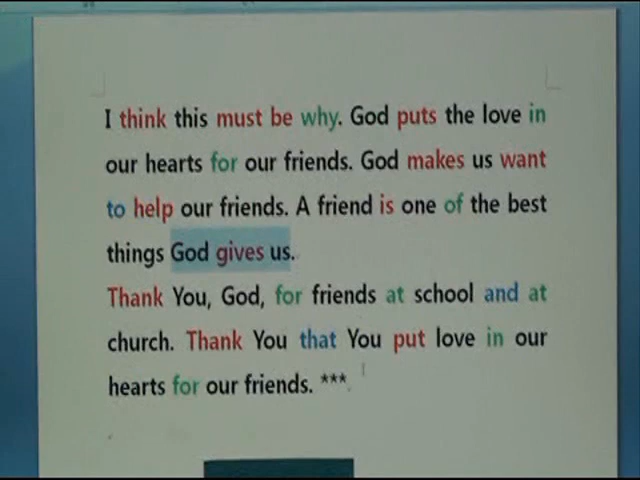 I think this must be why. God puts the love in
our hearts for our friends. God makes us want
to help our friends. A friend is one of the best
things God gives us.
Thank You, God, for friends at school and at
church. Thank You that You put love in our
hearts for our friends. ***